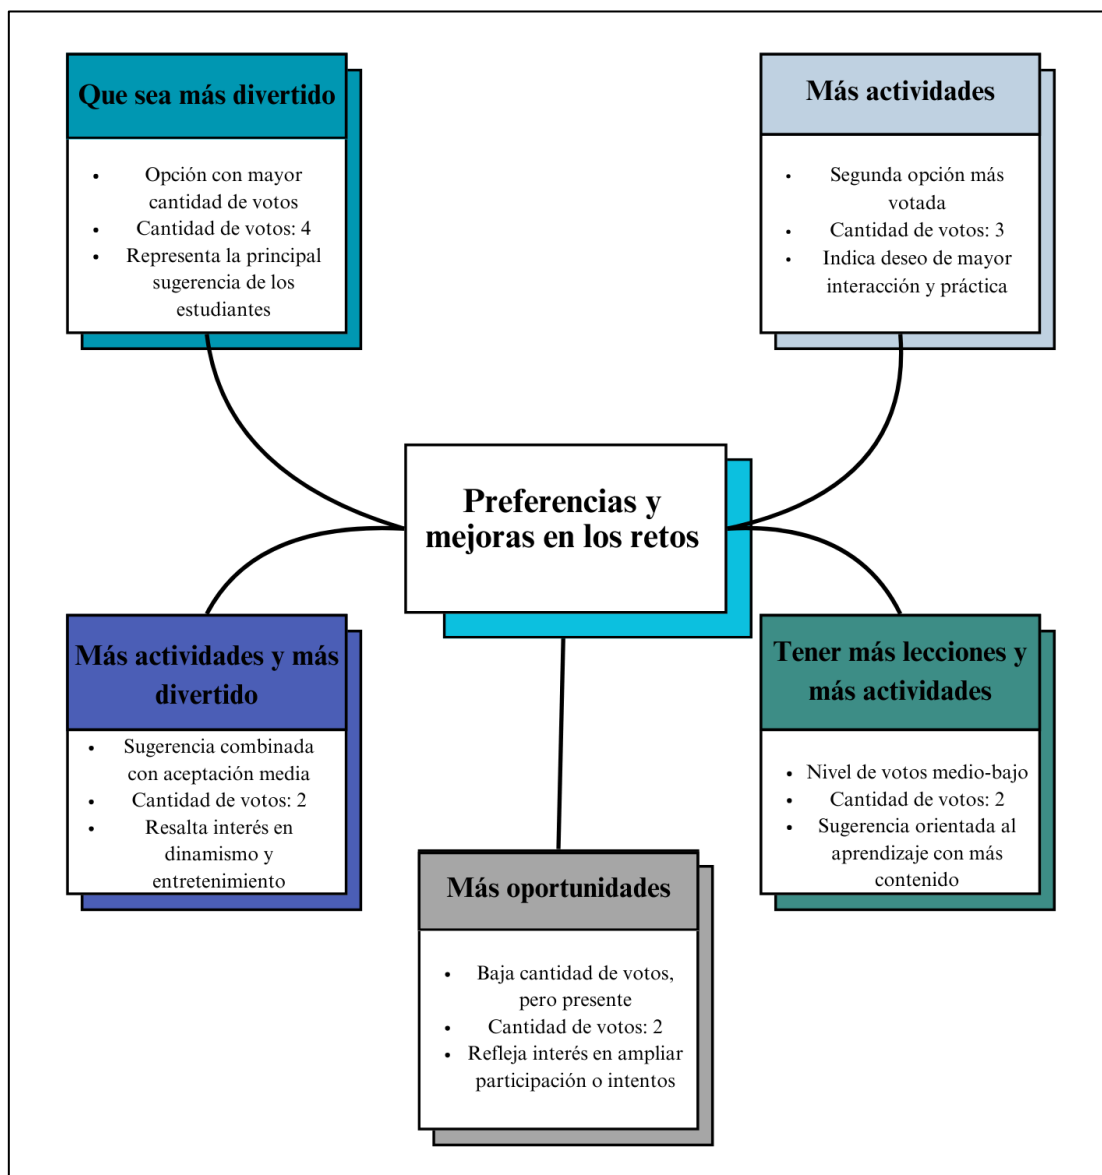 Que sea más divertido
• Opción con mayor
cantidad de votos
• Cantidad de votos: 4
• Representa la principal
sugerencia de los
estudiantes
Más actividades
• Segunda opción más
votada
• Cantidad de votos: 3
• Indica deseo de mayor
interacción y práctica
Preferencias y
mejoras en los retos
Más actividades y más
divertido
• Sugerencia combinada
con aceptación media
• Cantidad de votos: 2
• Resalta interés en
dinamismo y
entretenimiento
Tener más lecciones y
más actividades
• Nivel de votos medio-bajo
• Cantidad de votos: 2
• Sugerencia orientada al
aprendizaje con más
contenido
Más oportunidades
• Baja cantidad de votos,
pero presente
• Cantidad de votos: 2
• Refleja interés en ampliar
participación o intentos